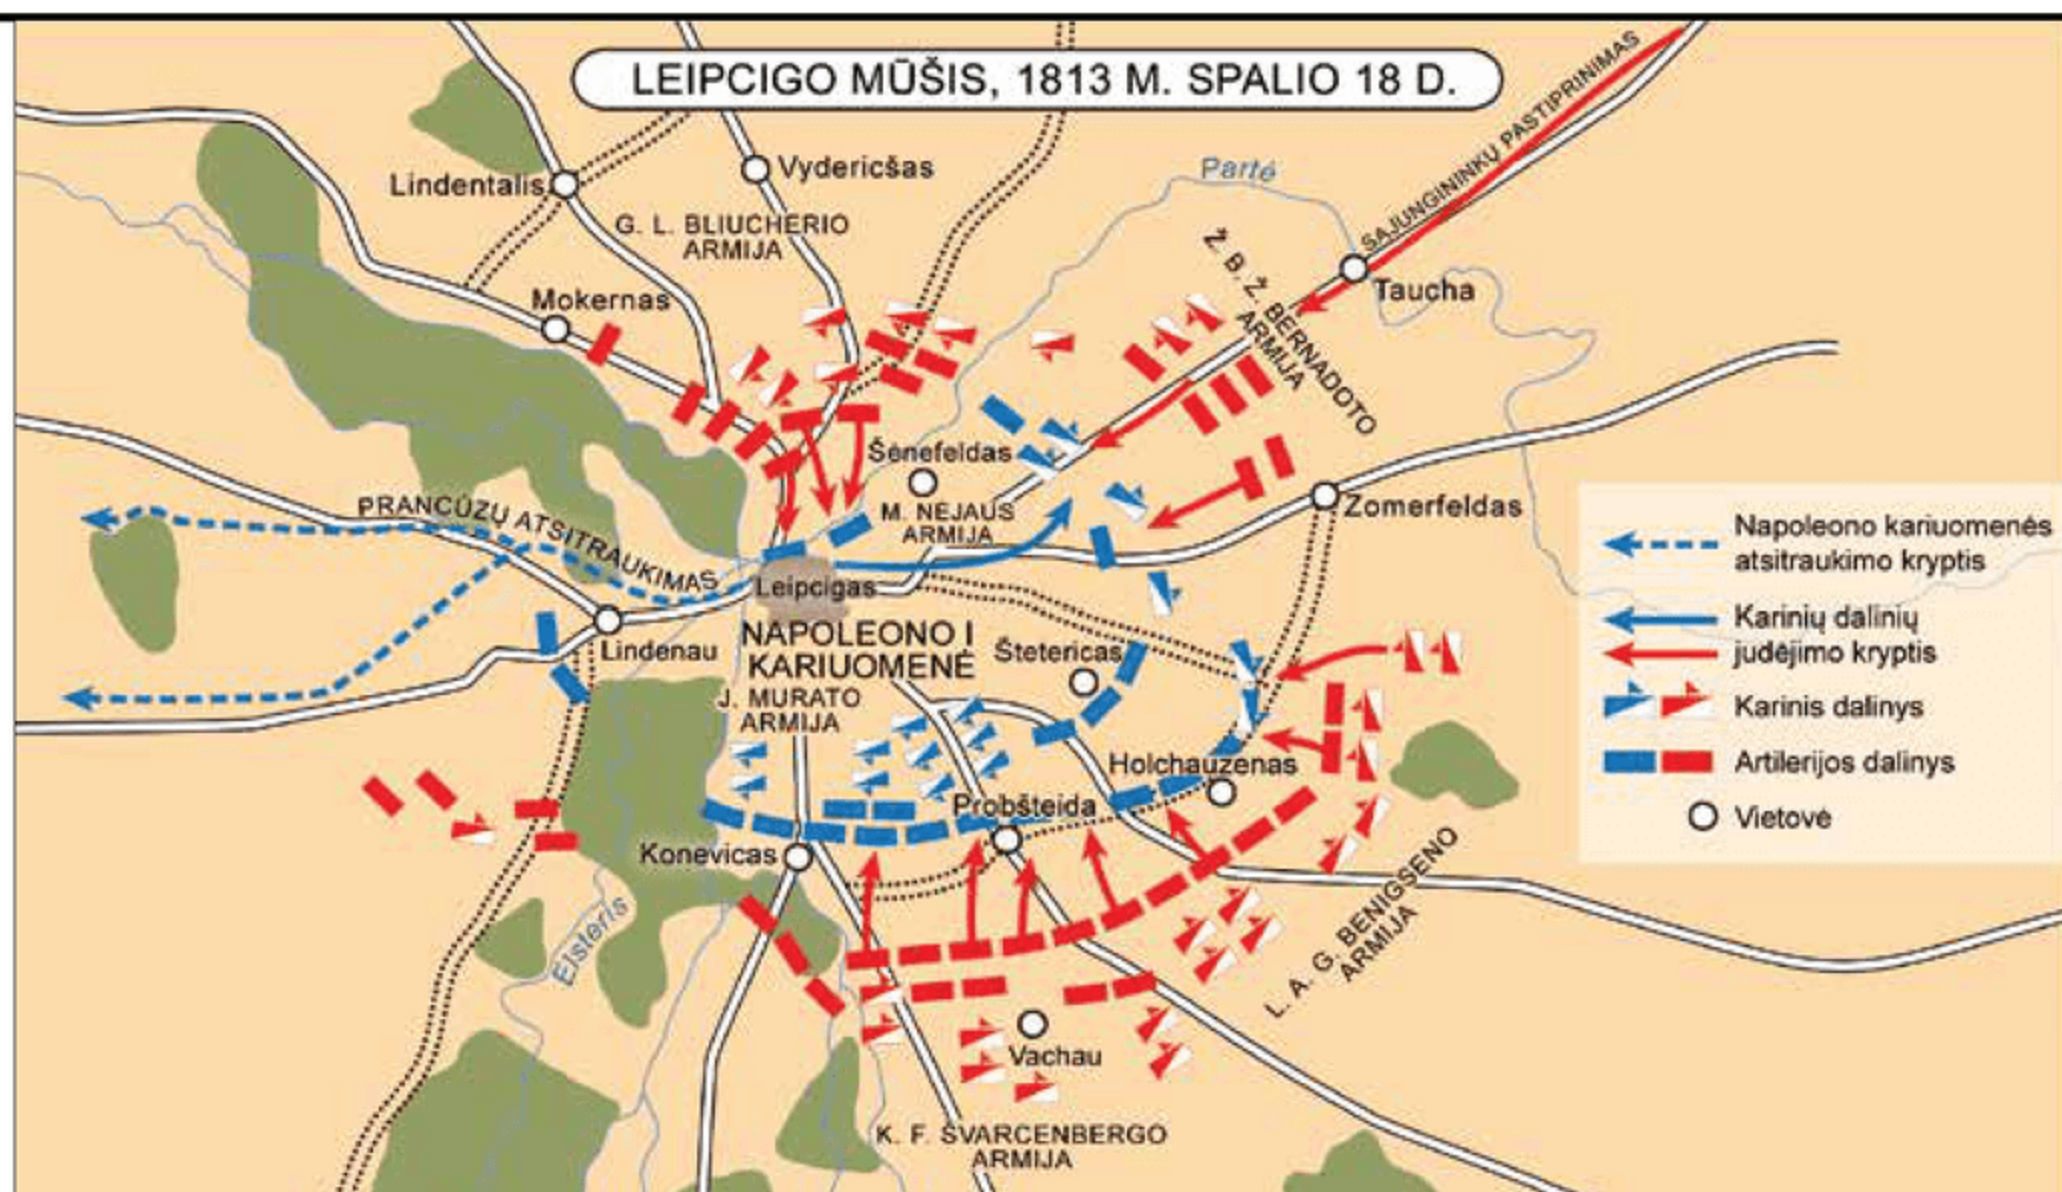 LEIPCIGO MŪŠIS, 1813 M. SPALIO 18 D.
SĄJUNGININKŲ PASTIPRINIMAS
Partė
Vydericšas
Lindentalis
G. L. BLIUCHERIO
ARMIJA
Ž. B. Ž. BERNADOTO
ARMIJA
Taucha
Mokernas
Šėnefeldas
M. NEJAUS
ARMIJA
Zomerfeldas
PRANCŪZŲ ATSITRAUKIMAS
Leipcigas
Lindenau
NAPOLEONO I
KARIUOMENĖ
Štetericas
J. MURATO
ARMIJA
Holchauzenas
Probšteida
Konevicas
Elsteris
L. A. G. BENIGSENO
ARMIJA
Vachau
K. F. ŠVARCENBERGO
ARMIJA
Napoleono kariuomenės
atsitraukimo kryptis
Karinių dalinių
judėjimo kryptis
Karinis dalinys
Artilerijos dalinys
Vietovė